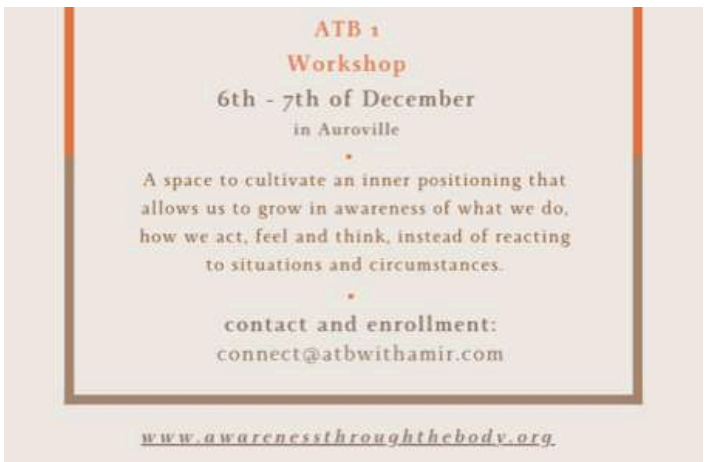 ATB 1
Workshop
6th - 7th of December
in Auroville
A space to cultivate an inner positioning that
allows us to grow in awareness of what we do,
how we act, feel and think, instead of reacting
to situations and circumstances.
contact and enrollment:
connect@atbwithamir.com
www.awarenessthroughthebody.org